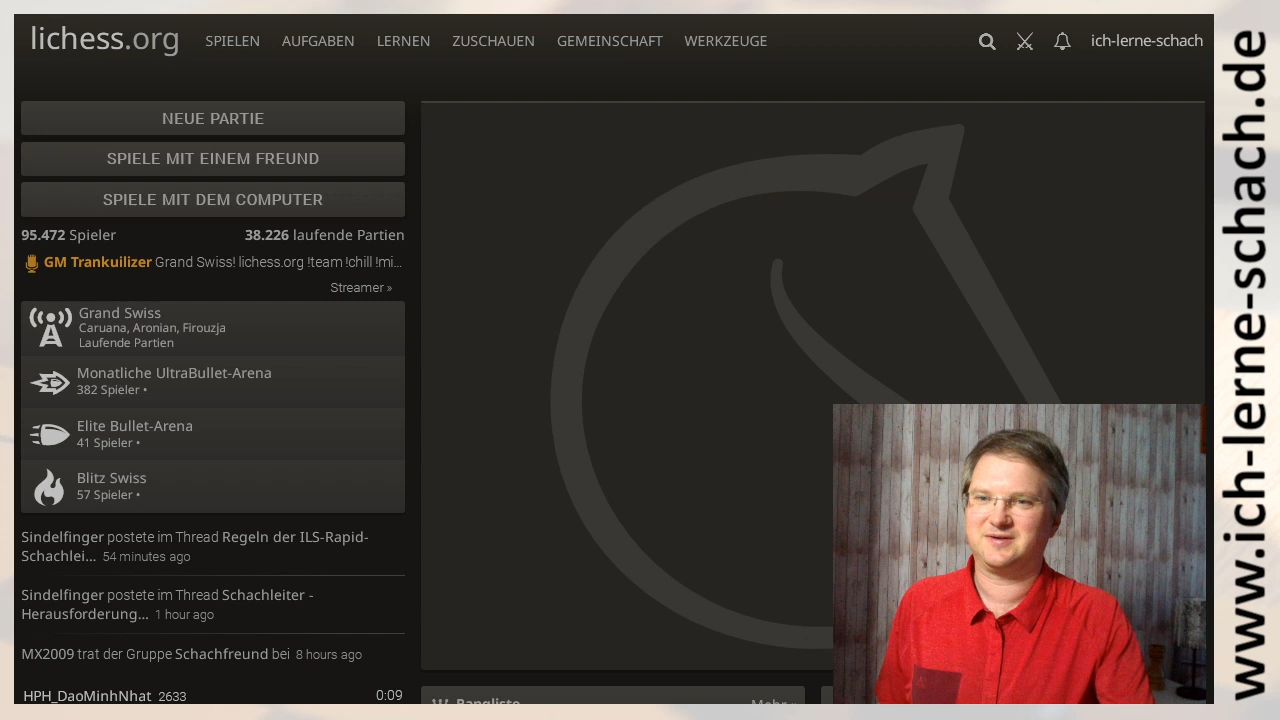 lichess.org
SPIELEN AUFGABEN LERNEN ZUSCHAUEN GEMEINSCHAFT WERKZEUGE
ich-lerne-schach
NEUE PARTIE
SPIELE MIT EINEM FREUND
SPIELE MIT DEM COMPUTER
95.472 Spieler 38.226 laufende Partien
GM Trankuilizer Grand Swiss! lichess.org !team !chill !mi...
Streamer »
Grand Swiss
Caruana, Aronian, Firouzja
Laufende Partien
Monatliche UltraBullet-Arena
382 Spieler •
Elite Bullet-Arena
41 Spieler •
Blitz Swiss
57 Spieler •
Sindelfinger postete im Thread Regeln der ILS-Rapid-
Schachlei... 54 minutes ago
Sindelfinger postete im Thread Schachleiter -
Herausforderung... 1 hour ago
MX2009 trat der Gruppe Schachfreund bei 8 hours ago
HPH_DaoMinhNhat 2633 0:09
Rangliste Mehr »
www.ich-lerne-schach.de